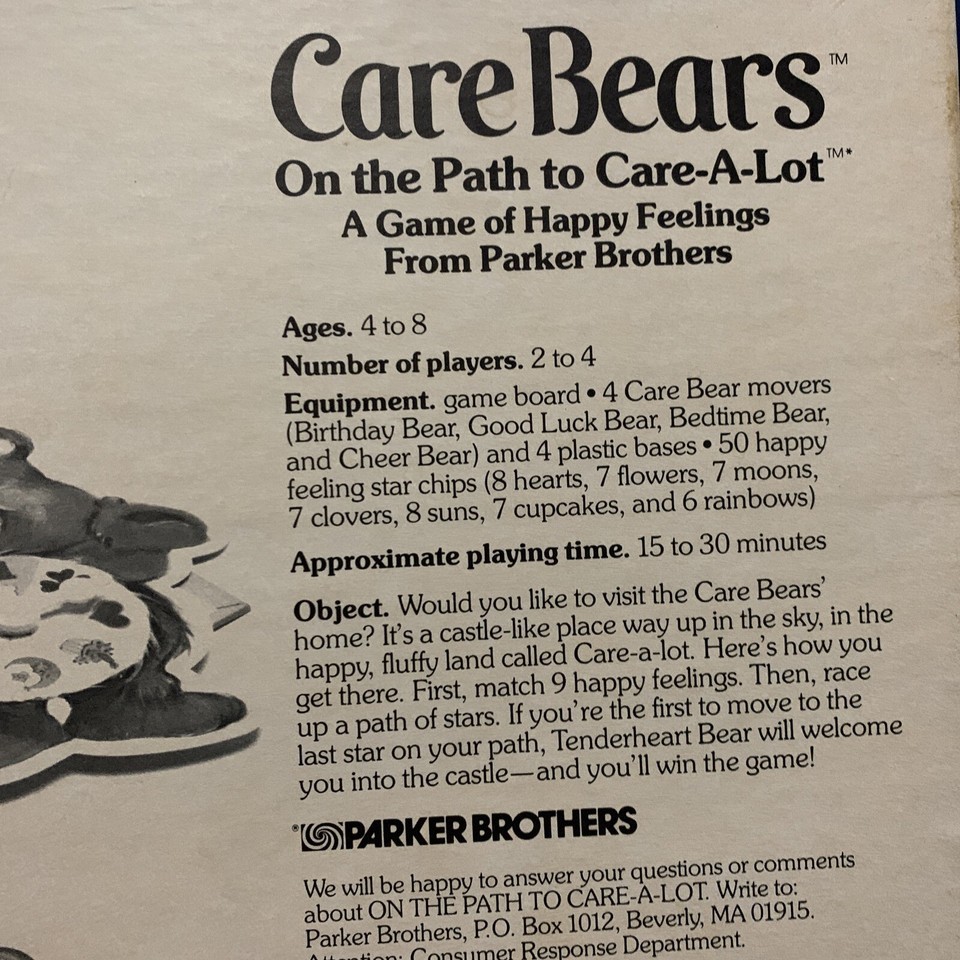 Care Bears™
On the Path to Care-A-Lot™*
A Game of Happy Feelings
From Parker Brothers
Ages. 4 to 8
Number of players. 2 to 4
Equipment. game board • 4 Care Bear movers
(Birthday Bear, Good Luck Bear, Bedtime Bear,
and Cheer Bear) and 4 plastic bases • 50 happy
feeling star chips (8 hearts, 7 flowers, 7 moons,
7 clovers, 8 suns, 7 cupcakes, and 6 rainbows)
Approximate playing time. 15 to 30 minutes
Object. Would you like to visit the Care Bears'
home? It's a castle-like place way up in the sky, in the
happy, fluffy land called Care-a-lot. Here's how you
get there. First, match 9 happy feelings. Then, race
up a path of stars. If you're the first to move to the
last star on your path, Tenderheart Bear will welcome
you into the castle—and you'll win the game!
® PARKER BROTHERS
We will be happy to answer your questions or comments
about ON THE PATH TO CARE-A-LOT. Write to:
Parker Brothers, P.O. Box 1012, Beverly, MA 01915.
Attention: Consumer Response Department.